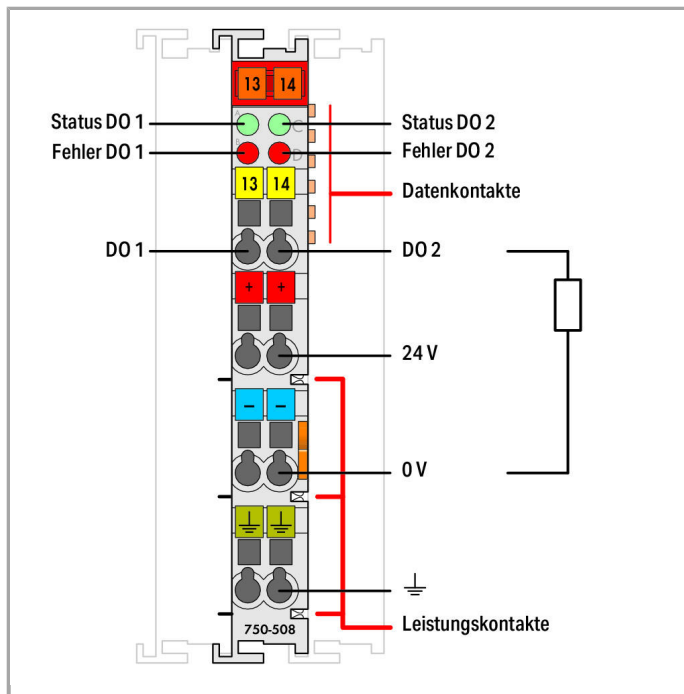 13 14
Status DO 1
A
C
Status DO 2
Fehler DO 1
B
D
Fehler DO 2
13 14
Datenkontakte
DO 1
DO 2
+ +
24 V
− −
0 V
750-508
Leistungskontakte